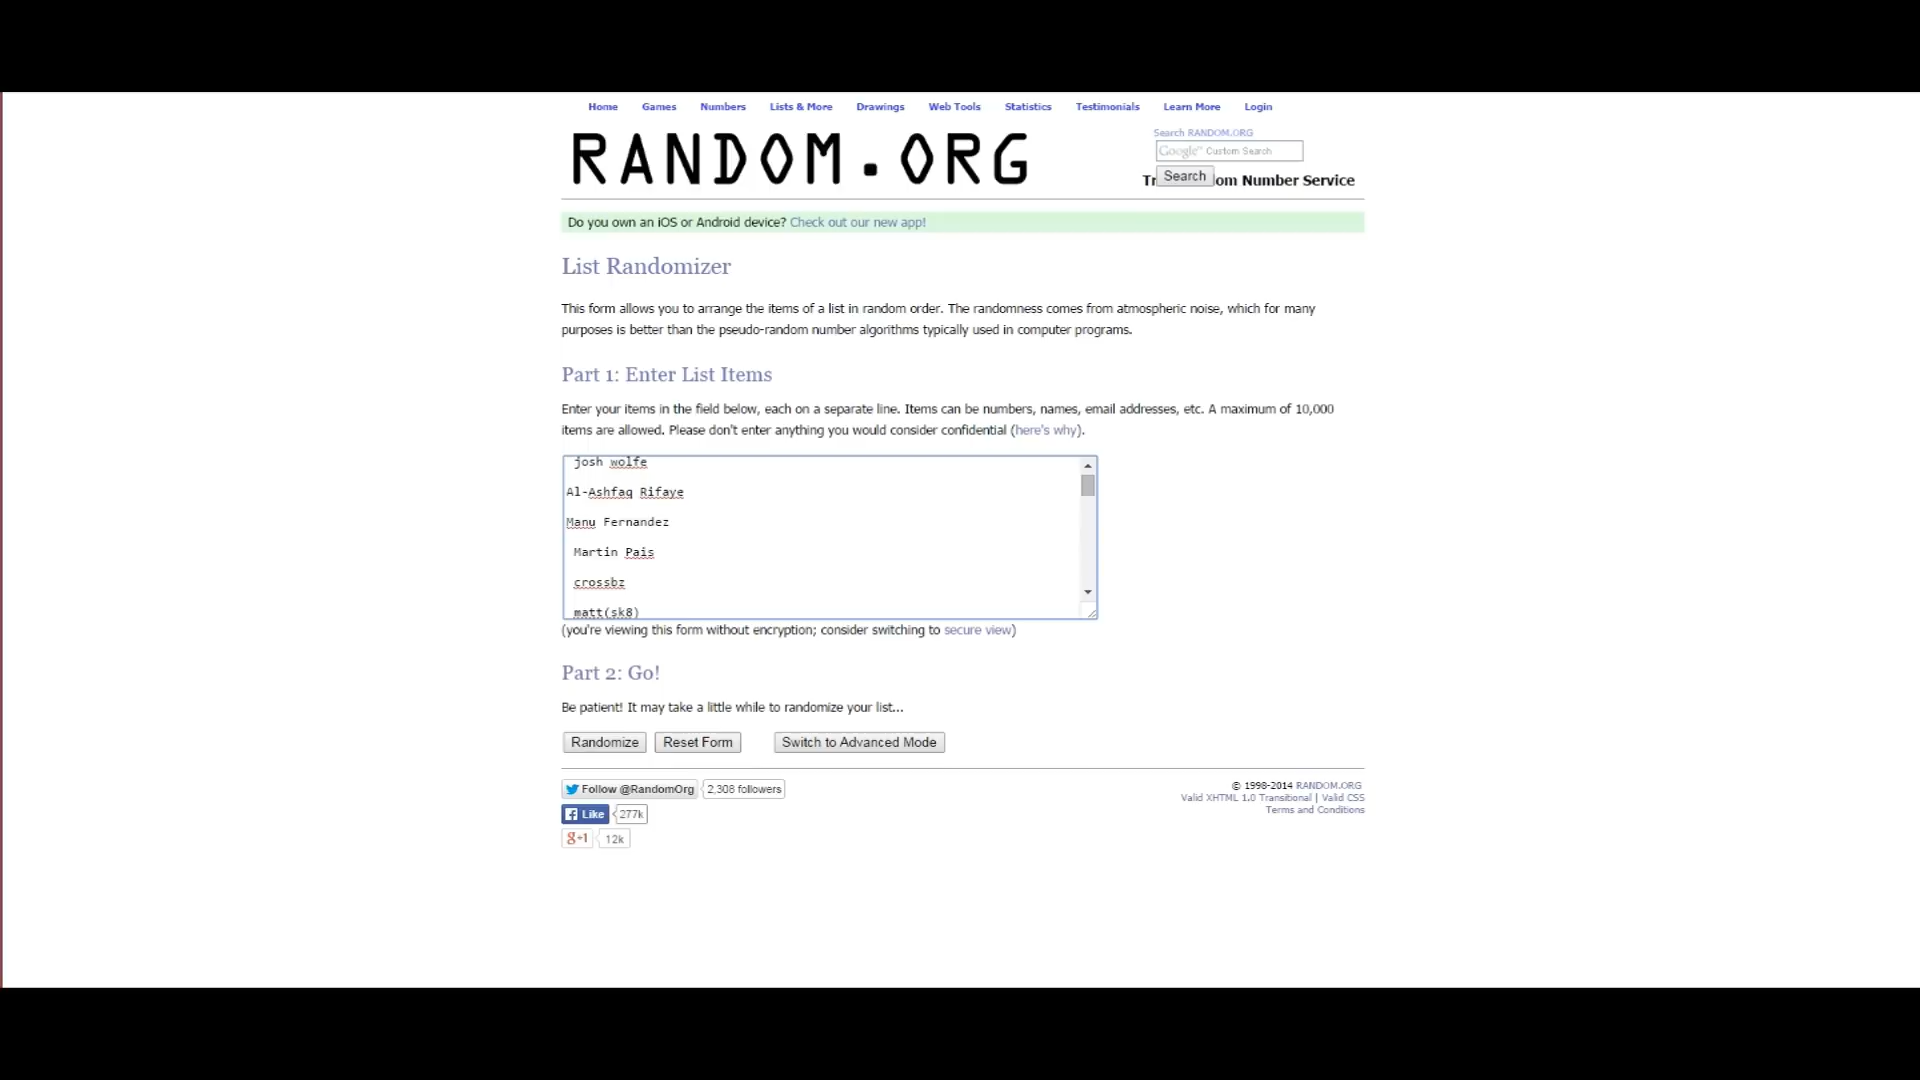 Home Games Numbers Lists & More Drawings Web Tools Statistics Testimonials Learn More Login
RANDOM.ORG
Search RANDOM.ORG
Google™ Custom Search
Search
Number Service
Do you own an iOS or Android device? Check out our new app!
List Randomizer
This form allows you to arrange the items of a list in random order. The randomness comes from atmospheric noise, which for many
purposes is better than the pseudo-random number algorithms typically used in computer programs.
Part 1: Enter List Items
Enter your items in the field below, each on a separate line. Items can be numbers, names, email addresses, etc. A maximum of 10,000
items are allowed. Please don't enter anything you would consider confidential (here's why).
josh wolfe
Al-Ashfaq Rifaye
Manu Fernandez
Martin Pais
crossbz
matt(sk8)
(you're viewing this form without encryption; consider switching to secure view)
Part 2: Go!
Be patient! It may take a little while to randomize your list...
Randomize Reset Form Switch to Advanced Mode
Follow @RandomOrg 2,308 followers
Like 277k
g+1 12k
© 1998-2014 RANDOM.ORG
Valid XHTML 1.0 Transitional | Valid CSS
Terms and Conditions